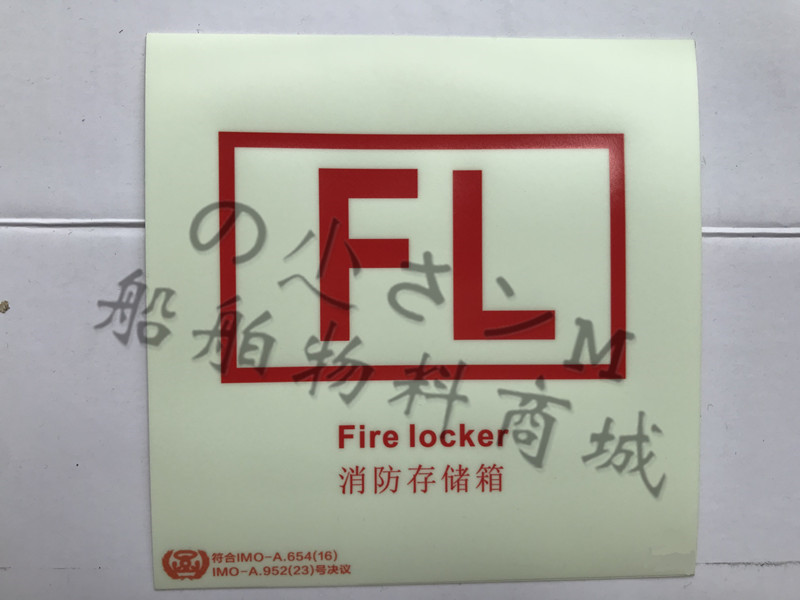 FL
の心さンM
船舶物料商城
Fire locker
消防存储箱
符合IMO-A.654(16)
IMO-A.952(23)号决议